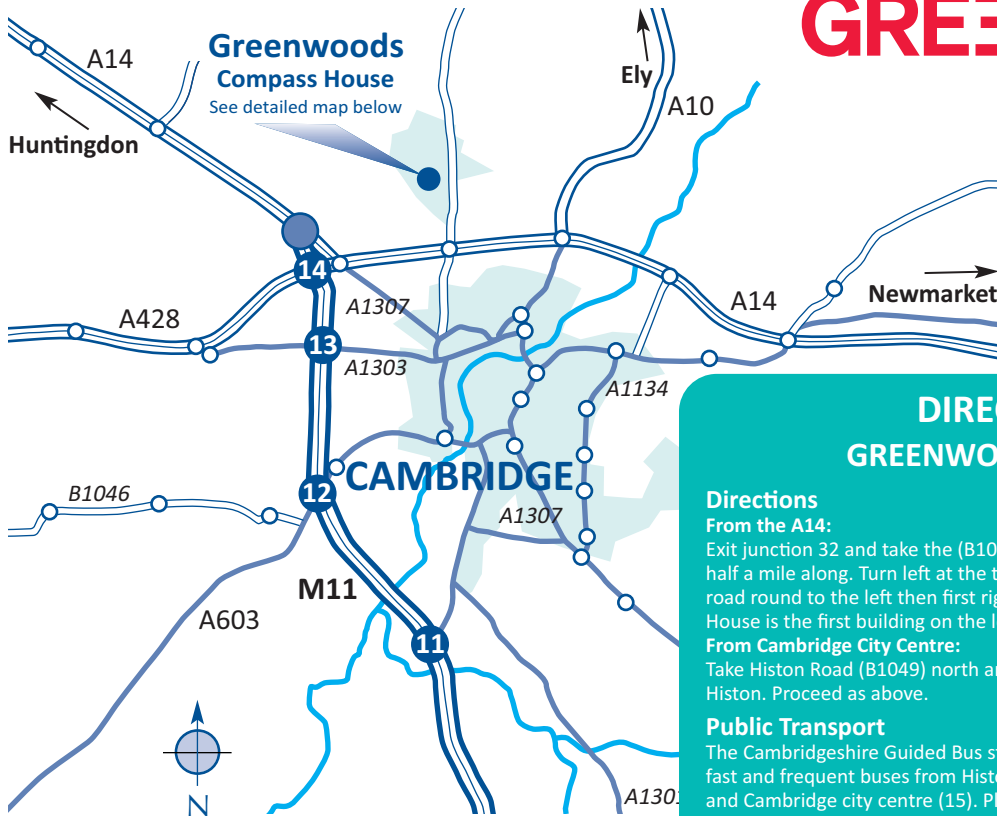 GREE
Greenwoods
Compass House
See detailed map below
A14
Huntingdon
Ely
A10
14
A1307
A428
13
A1303
A14
Newmarket
A1134
CAMBRIDGE
12
B1046
A1307
M11
A603
11
N
A1301
DIREC
GREENWO
Directions
From the A14:
Exit junction 32 and take the (B10
half a mile along. Turn left at the t
road round to the left then first rig
House is the first building on the l
From Cambridge City Centre:
Take Histon Road (B1049) north a
Histon. Proceed as above.
Public Transport
The Cambridgeshire Guided Bus s
fast and frequent buses from Histo
and Cambridge city centre (15). Pl